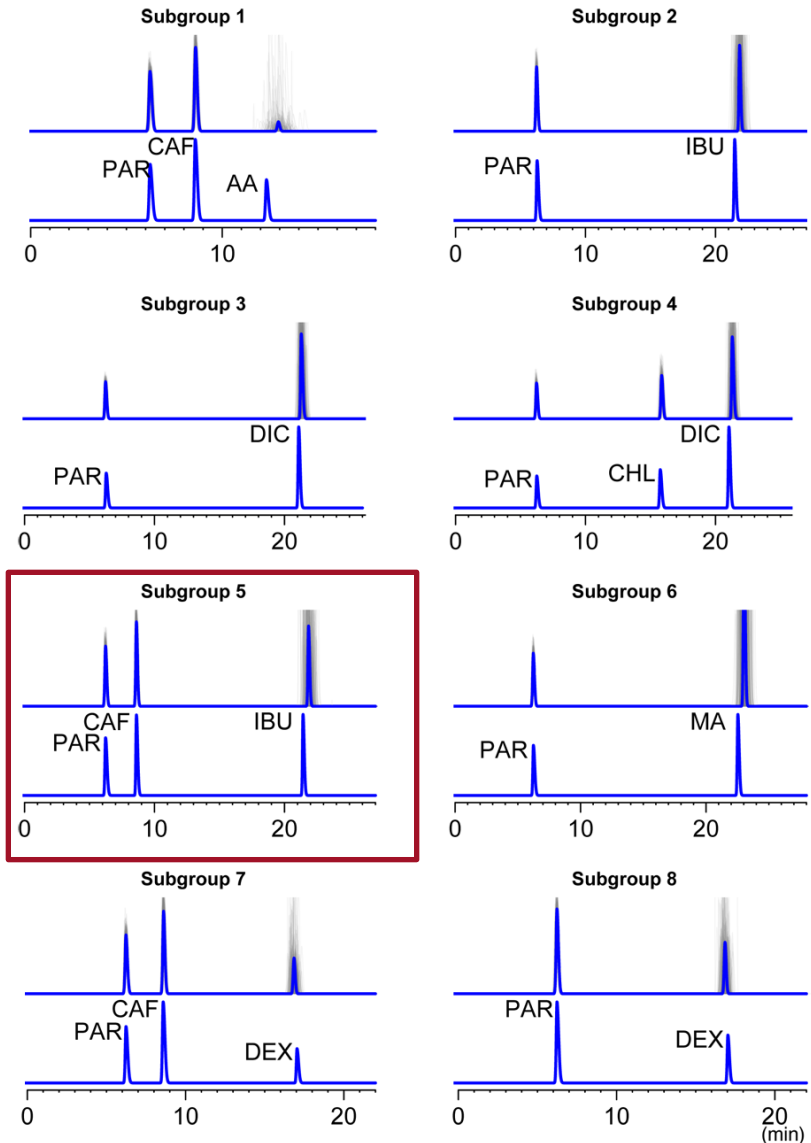 Subgroup 1
CAF
PAR
AA
0 10
Subgroup 2
IBU
PAR
0 10 20
Subgroup 3
DIC
PAR
0 10 20
Subgroup 4
DIC
CHL
PAR
0 10 20
Subgroup 5
CAF IBU
PAR
0 10 20
Subgroup 6
MA
PAR
0 10 20
Subgroup 7
CAF
PAR
DEX
0 10 20
Subgroup 8
PAR
DEX
0 10 20
(min)